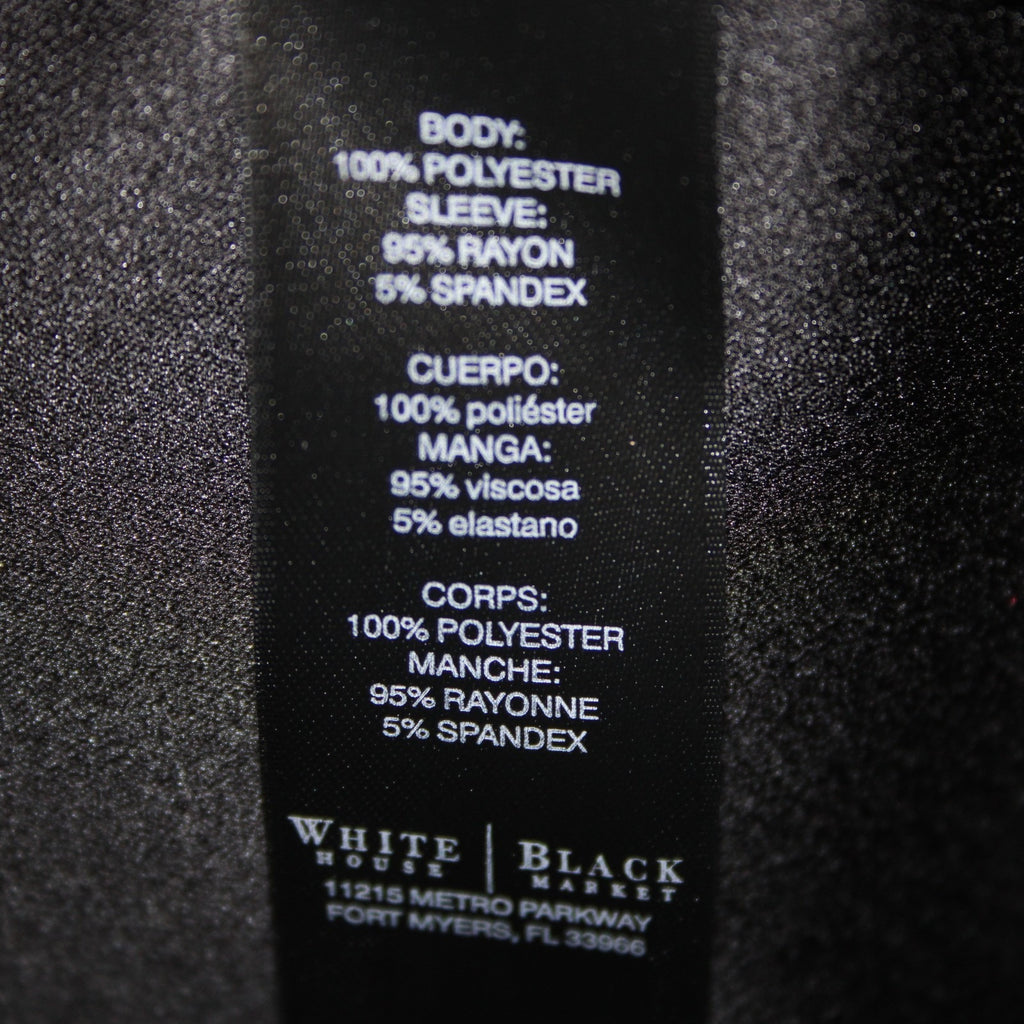 BODY:
100% POLYESTER
SLEEVE:
95% RAYON
5% SPANDEX
CUERPO:
100% poliéster
MANGA:
95% viscosa
5% elastano
CORPS:
100% POLYESTER
MANCHE:
95% RAYONNE
5% SPANDEX
WHITE | BLACK
HOUSE MARKET
11215 METRO PARKWAY
FORT MYERS, FL 33966